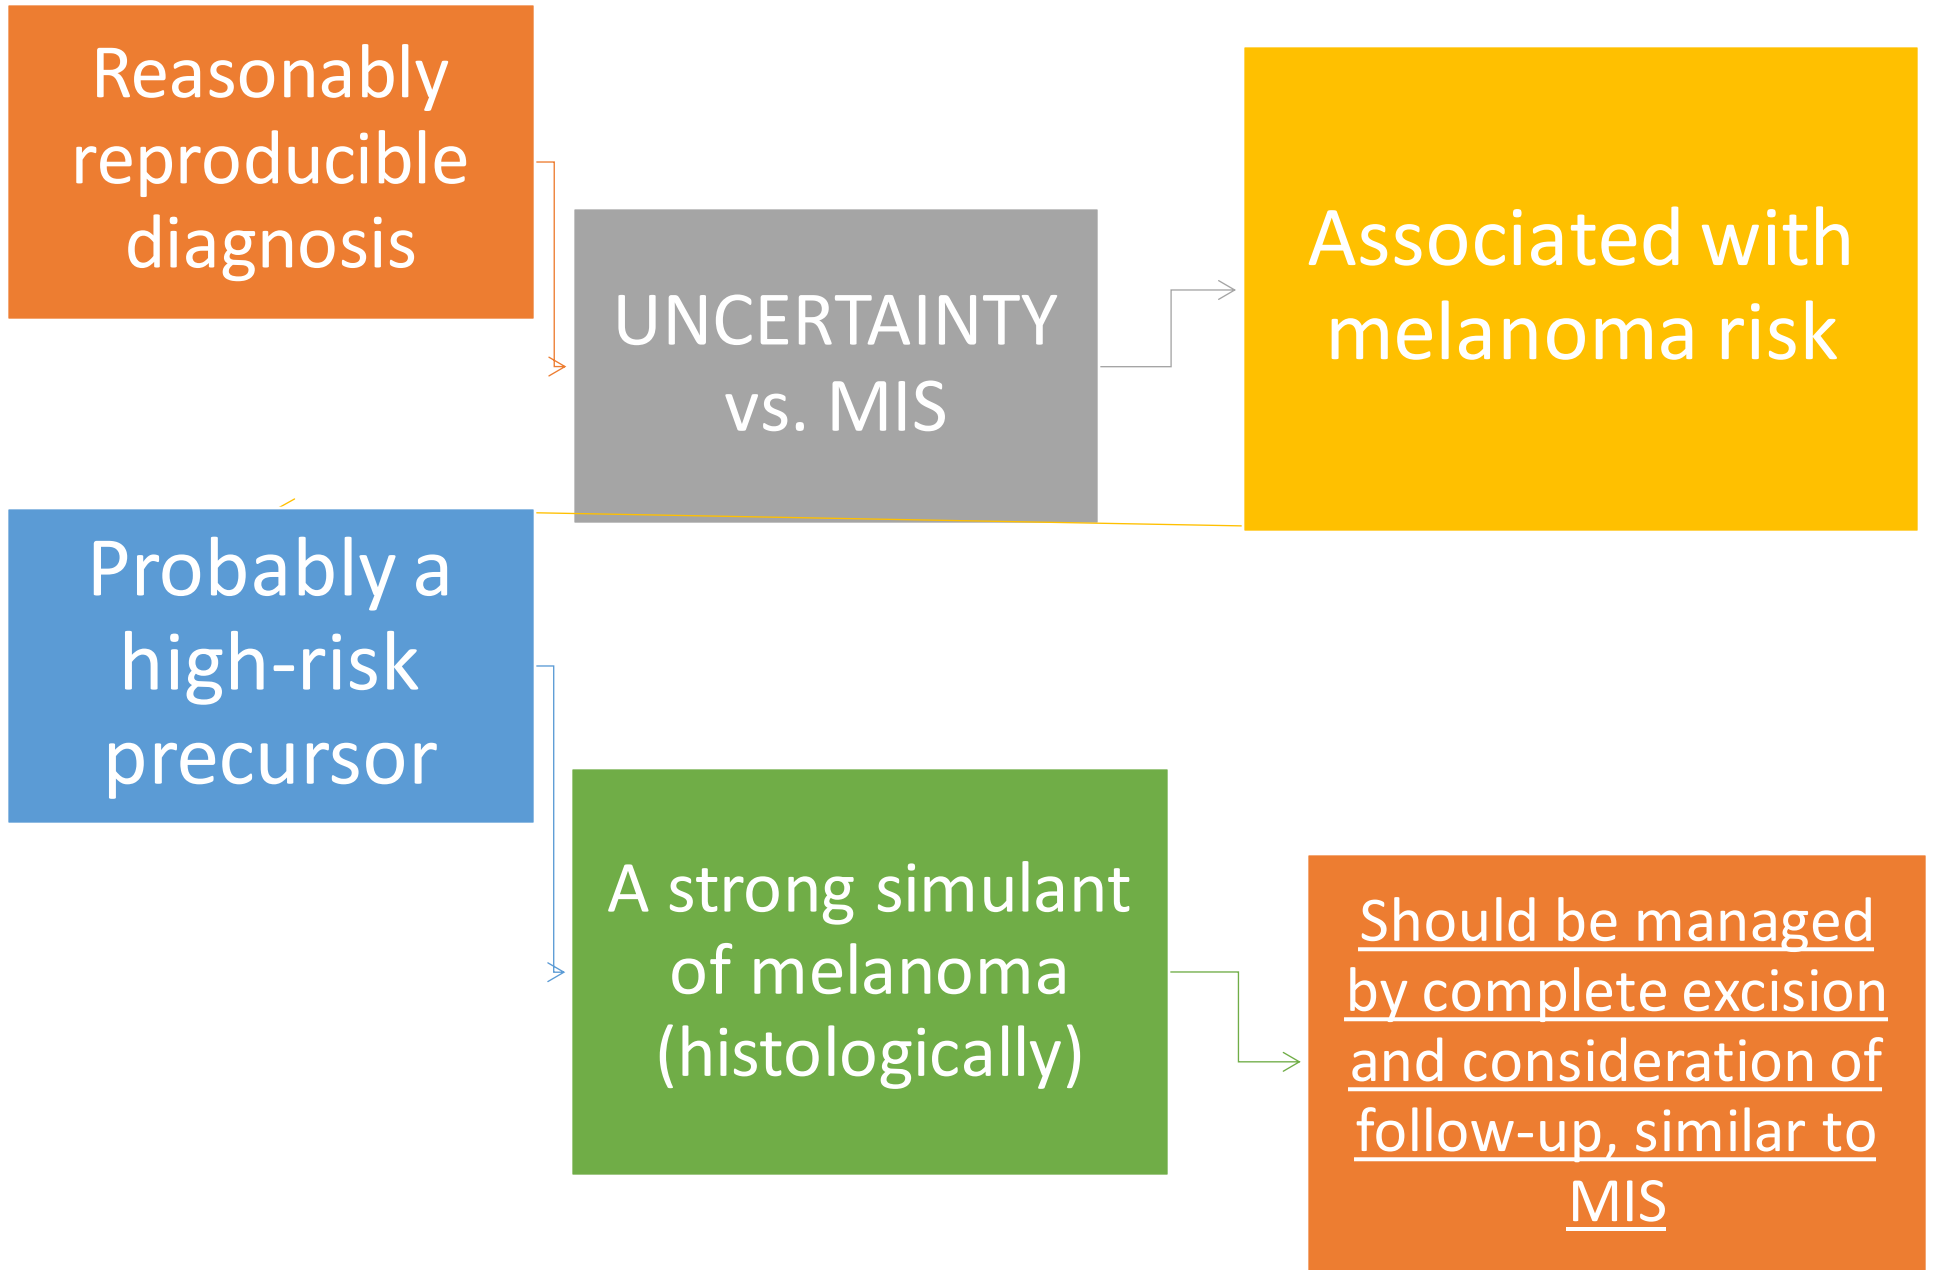 Reasonably
reproducible
diagnosis
UNCERTAINTY
vs. MIS
Associated with
melanoma risk
Probably a
high-risk
precursor
A strong simulant
of melanoma
(histologically)
Should be managed
by complete excision
and consideration of
follow-up, similar to
MIS